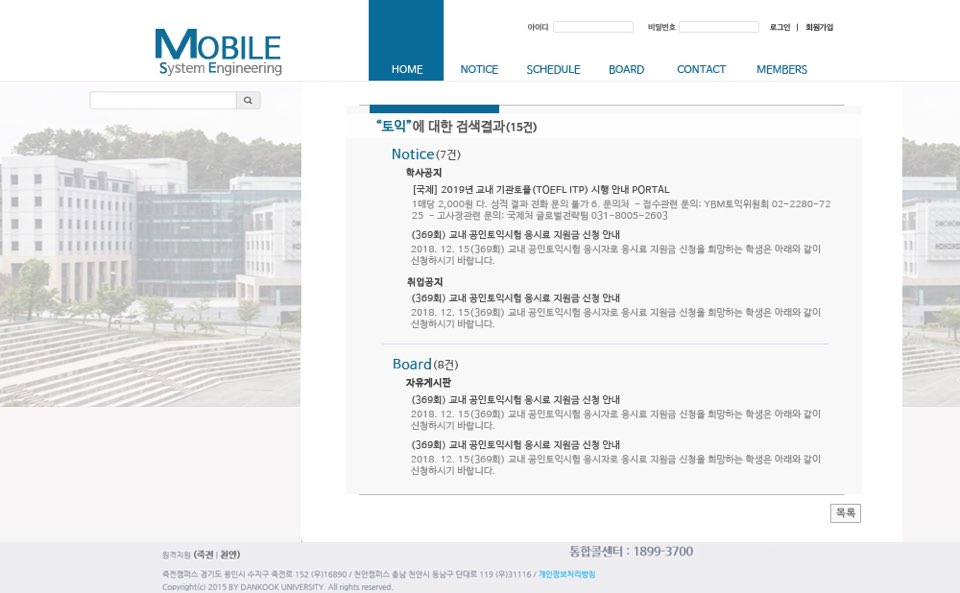 아이디 비밀번호 로그인 | 회원가입
MOBILE
System Engineering
HOME NOTICE SCHEDULE BOARD CONTACT MEMBERS
“토익”에 대한 검색결과(15건)
Notice(7건)
학사공지
[국제] 2019년 교내 기관토플(TOEFL ITP) 시행 안내 PORTAL
1매당 2,000원 다. 성적 결과 전화 문의 불가 6. 문의처 - 접수관련 문의: YBM토익위원회 02-2280-72
25 - 고사장관련 문의: 국제처 글로벌전략팀 031-8005-2603
(369회) 교내 공인토익시험 응시료 지원금 신청 안내
2018. 12. 15(369회) 교내 공인토익시험 응시자로 응시료 지원금 신청을 희망하는 학생은 아래와 같이
신청하시기 바랍니다.
취업공지
(369회) 교내 공인토익시험 응시료 지원금 신청 안내
2018. 12. 15(369회) 교내 공인토익시험 응시자로 응시료 지원금 신청을 희망하는 학생은 아래와 같이
신청하시기 바랍니다.
Board(8건)
자유게시판
(369회) 교내 공인토익시험 응시료 지원금 신청 안내
2018. 12. 15(369회) 교내 공인토익시험 응시자로 응시료 지원금 신청을 희망하는 학생은 아래와 같이
신청하시기 바랍니다.
(369회) 교내 공인토익시험 응시료 지원금 신청 안내
2018. 12. 15(369회) 교내 공인토익시험 응시자로 응시료 지원금 신청을 희망하는 학생은 아래와 같이
신청하시기 바랍니다.
목록
원격지원 (죽전 | 천안) 통합콜센터 : 1899-3700
죽전캠퍼스 경기도 용인시 수지구 죽전로 152 (우)16890 / 천안캠퍼스 충남 천안시 동남구 단대로 119 (우)31116 / 개인정보처리방침
Copyright(c) 2015 BY DANKOOK UNIVERSITY. All rights reserved.